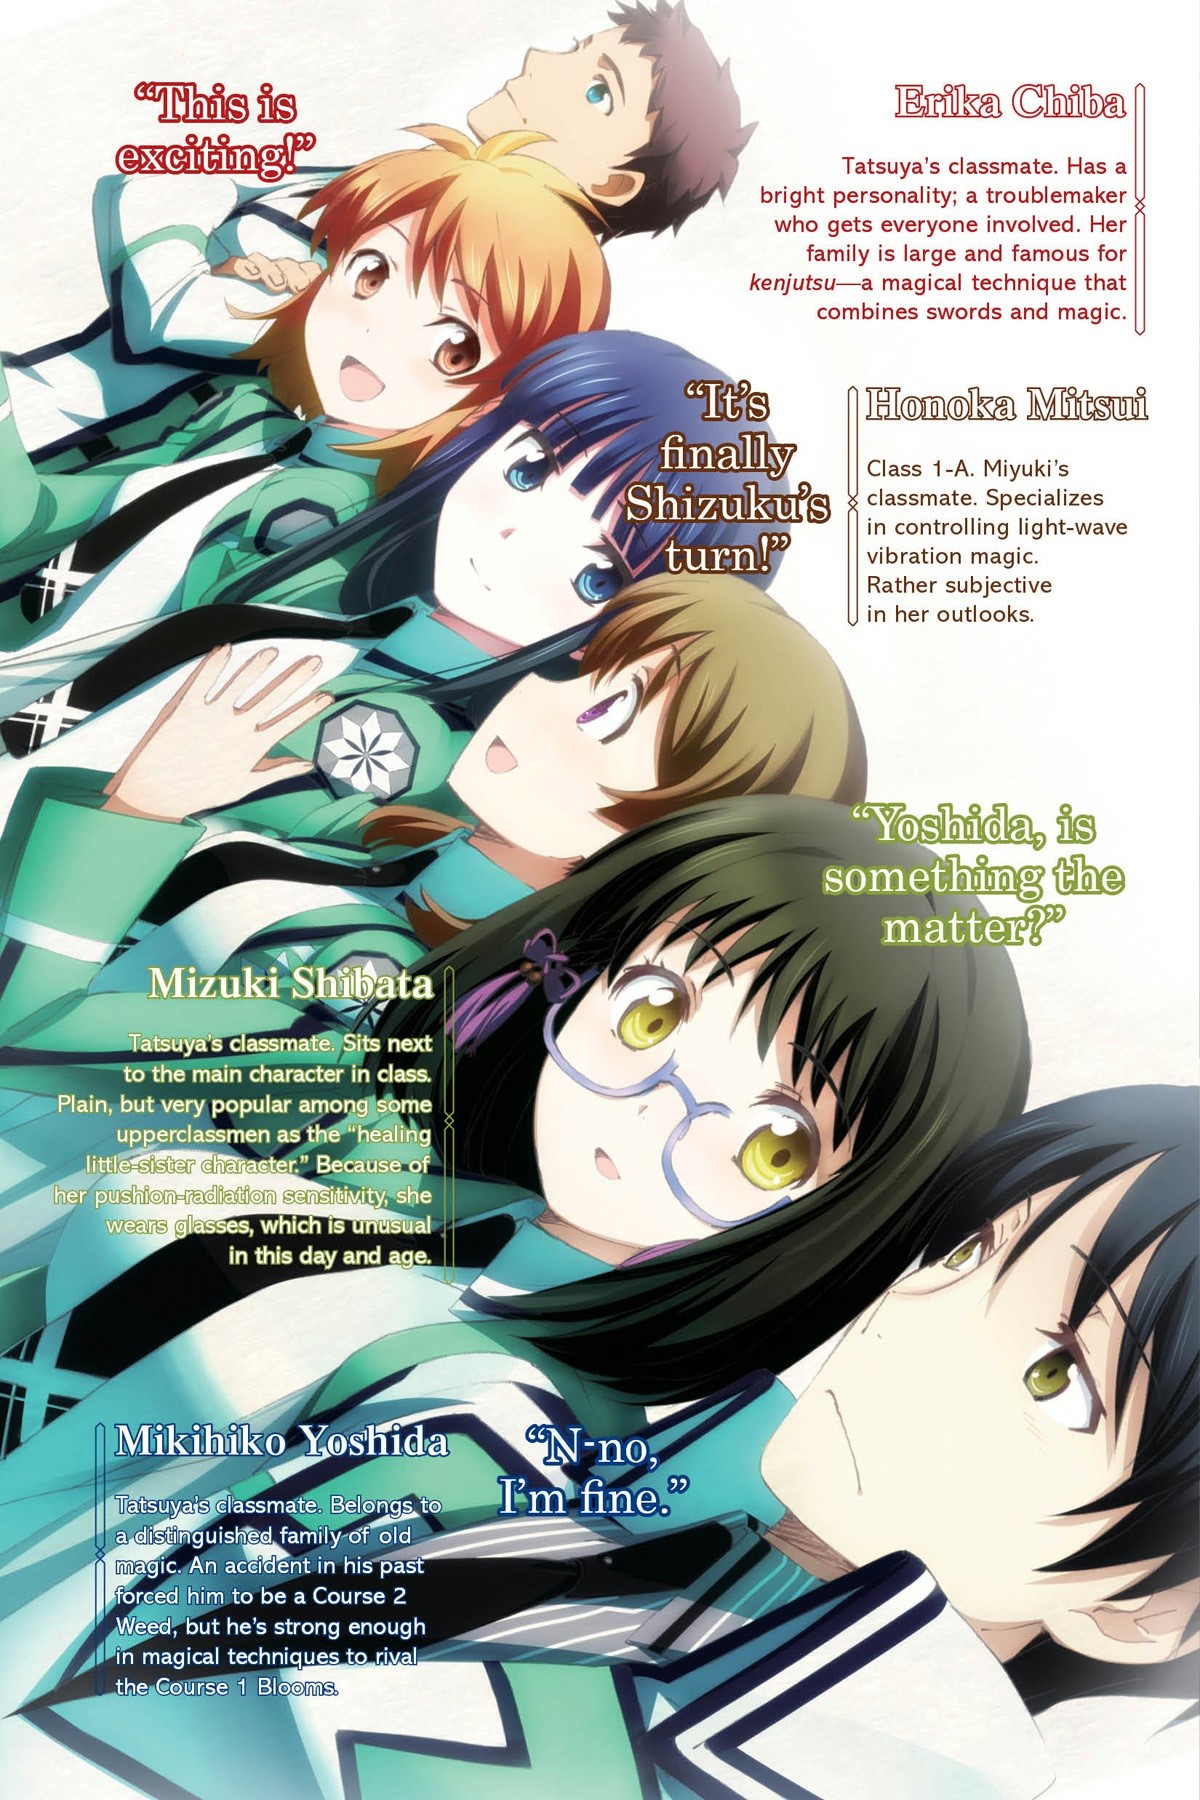 “This is
exciting!”
Erika Chiba
Tatsuya’s classmate. Has a
bright personality; a troublemaker
who gets everyone involved. Her
family is large and famous for
kenjutsu—a magical technique that
combines swords and magic.
“It’s
finally
Shizuku’s
turn!”
Honoka Mitsui
Class 1-A. Miyuki’s
classmate. Specializes
in controlling light-wave
vibration magic.
Rather subjective
in her outlooks.
“Yoshida, is
something the
matter?”
Mizuki Shibata
Tatsuya’s classmate. Sits next
to the main character in class.
Plain, but very popular among some
upperclassmen as the “healing
little-sister character.” Because of
her pushion-radiation sensitivity, she
wears glasses, which is unusual
in this day and age.
Mikihiko Yoshida
Tatsuya’s classmate. Belongs to
a distinguished family of old
magic. An accident in his past
forced him to be a Course 2
Weed, but he’s strong enough
in magical techniques to rival
the Course 1 Blooms.
“N-no,
I’m fine.”